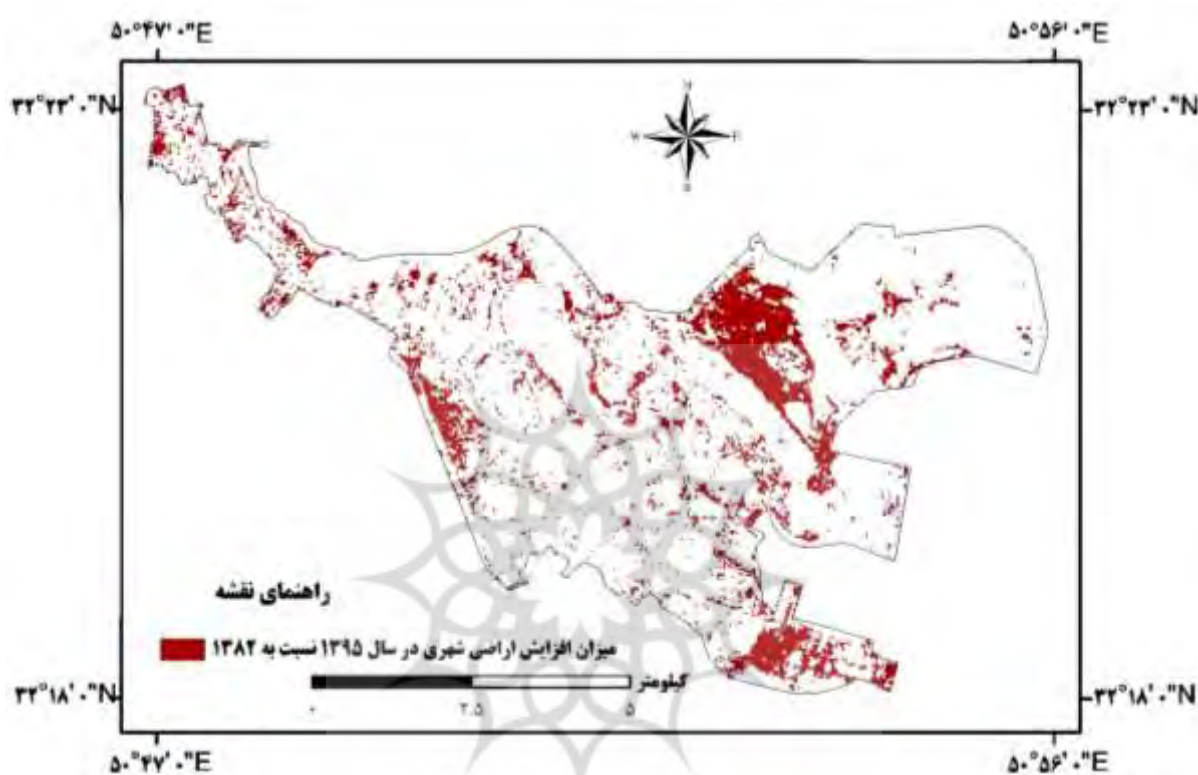 ۵۰°۴۷'۰"E ۵۰°۵۶'۰"E
۳۲°۲۳'۰"N ۳۲°۲۳'۰"N
N
W E
S
راهنمای نقشه
میزان افزایش اراضی شهری در سال ۱۳۹۵ نسبت به ۱۳۸۲
کیلومتر
۰ ۲.۵ ۵
۳۲°۱۸'۰"N ۳۲°۱۸'۰"N
۵۰°۴۷'۰"E ۵۰°۵۶'۰"E